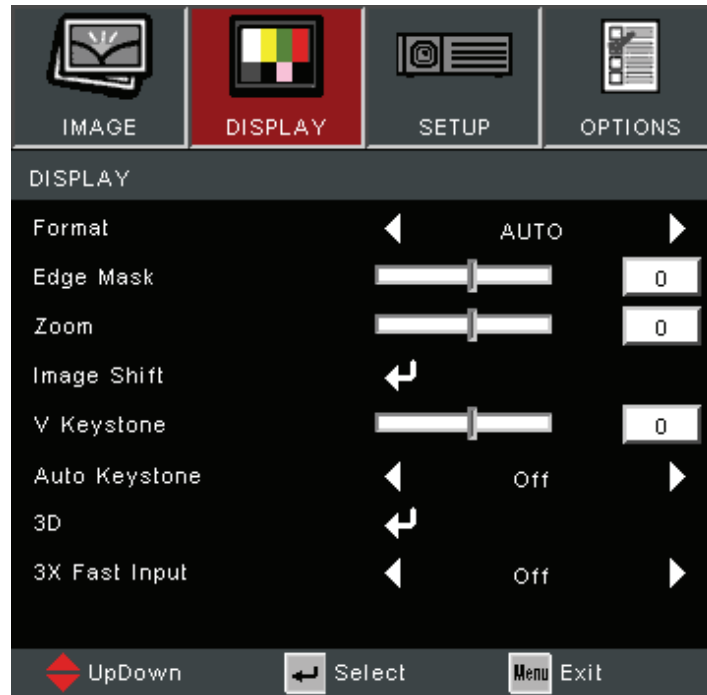 IMAGE DISPLAY SETUP OPTIONS
DISPLAY
Format AUTO
Edge Mask 0
Zoom 0
Image Shift
V Keystone 0
Auto Keystone Off
3D
3X Fast Input Off
UpDown Select Menu Exit